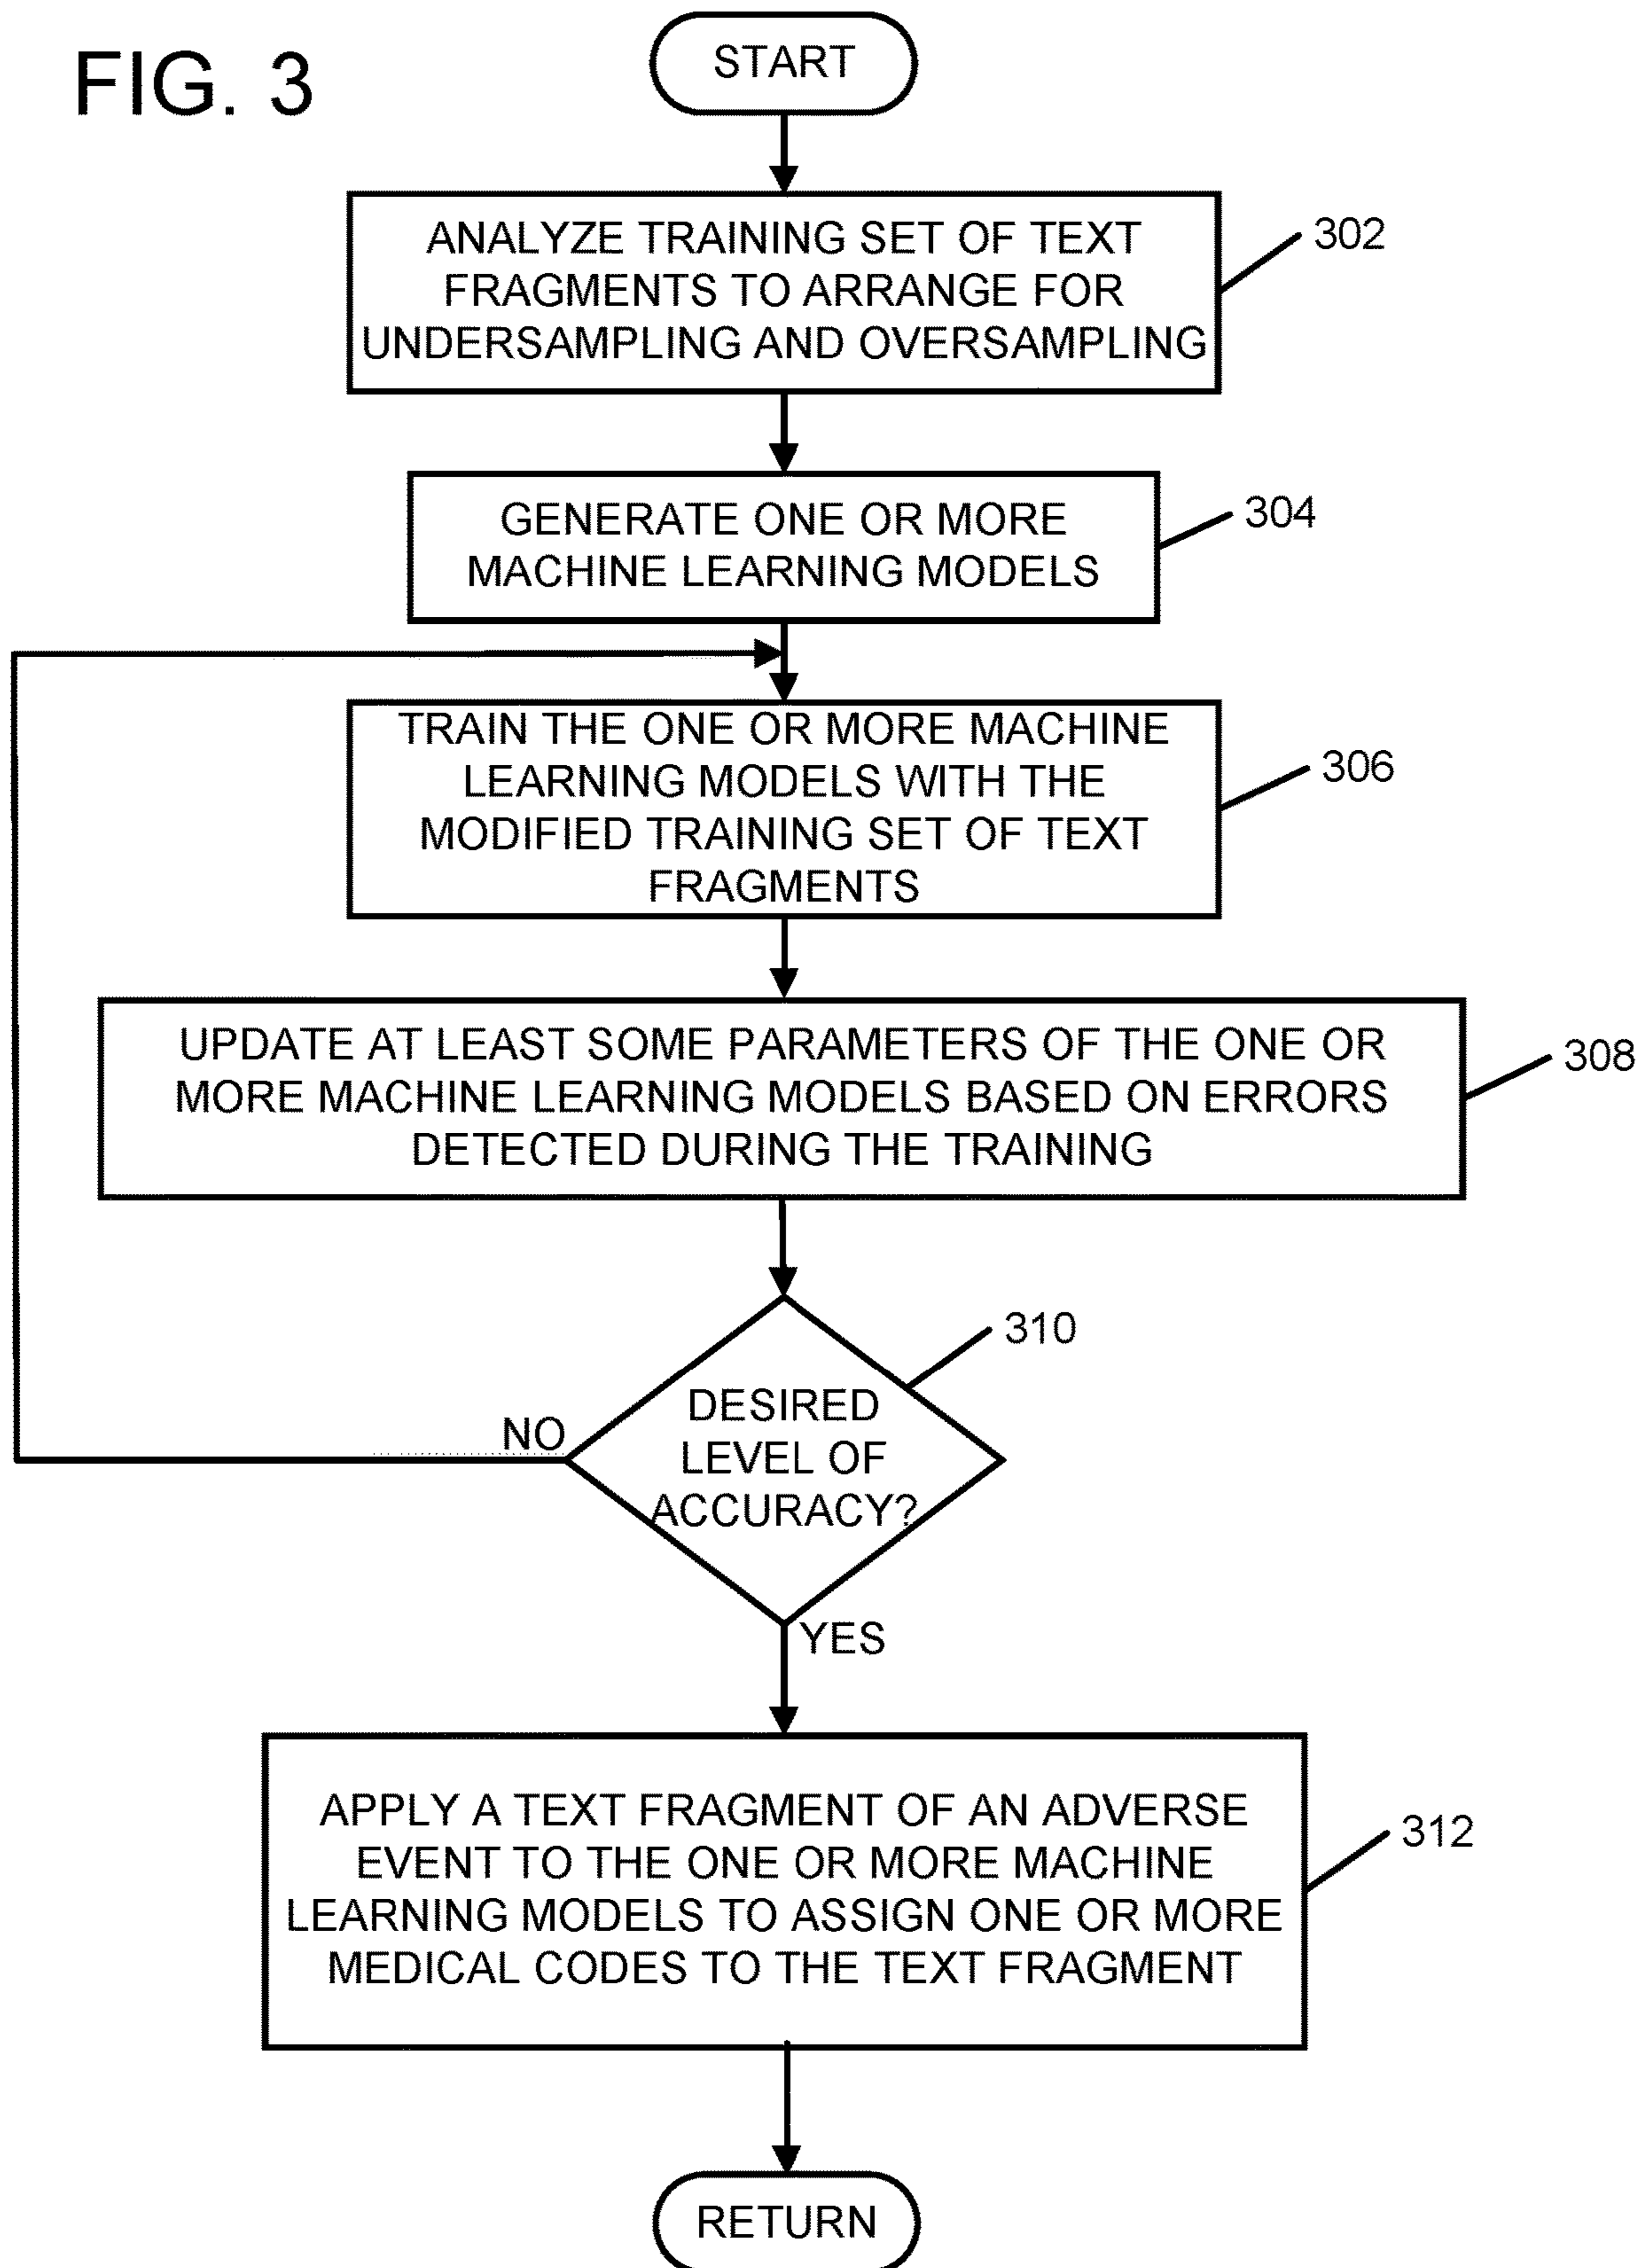 FIG. 3
START
ANALYZE TRAINING SET OF TEXT
FRAGMENTS TO ARRANGE FOR
UNDERSAMPLING AND OVERSAMPLING
302
GENERATE ONE OR MORE
MACHINE LEARNING MODELS
304
TRAIN THE ONE OR MORE MACHINE
LEARNING MODELS WITH THE
MODIFIED TRAINING SET OF TEXT
FRAGMENTS
306
UPDATE AT LEAST SOME PARAMETERS OF THE ONE OR
MORE MACHINE LEARNING MODELS BASED ON ERRORS
DETECTED DURING THE TRAINING
308
DESIRED
LEVEL OF
ACCURACY?
310
NO
YES
APPLY A TEXT FRAGMENT OF AN ADVERSE
EVENT TO THE ONE OR MORE MACHINE
LEARNING MODELS TO ASSIGN ONE OR MORE
MEDICAL CODES TO THE TEXT FRAGMENT
312
RETURN